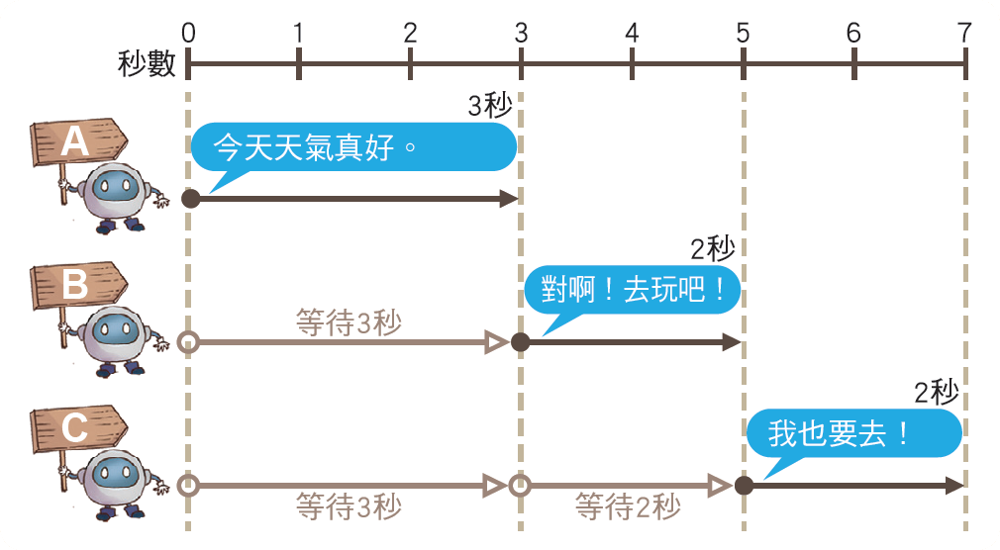 0 1 2 3 4 5 6 7
秒數
3秒
A
今天天氣真好。
2秒
B
對啊！去玩吧！
等待3秒
2秒
C
我也要去！
等待3秒
等待2秒